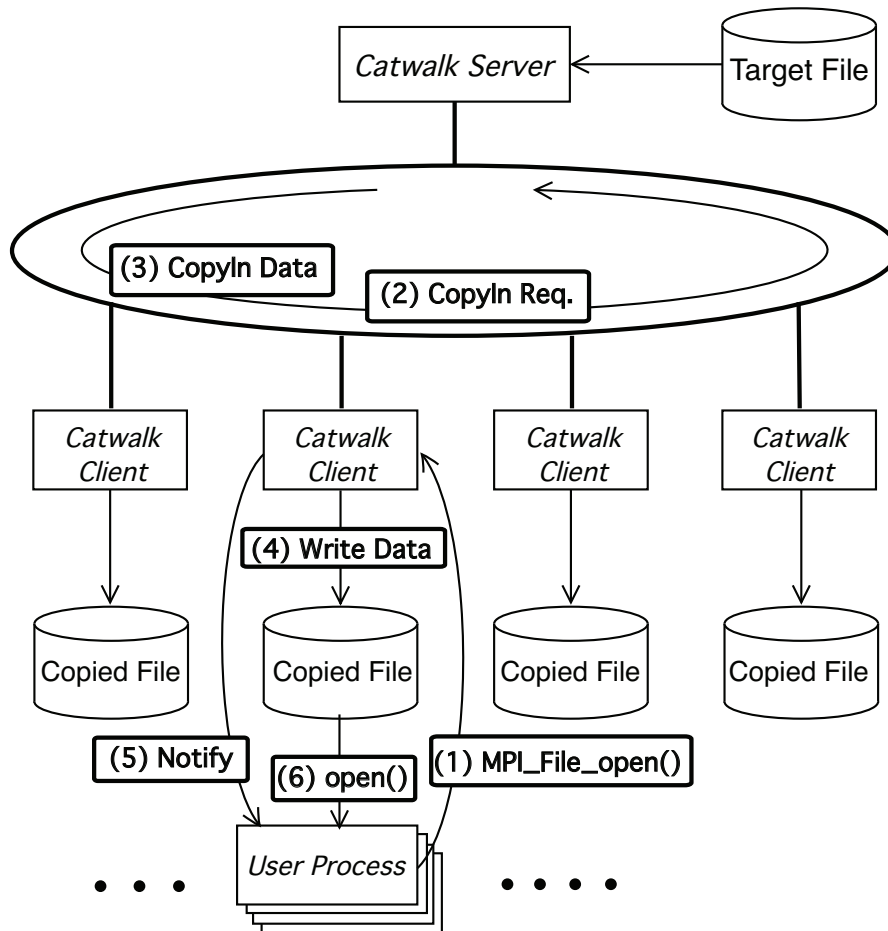 Catwalk Server
Target File
(3) CopyIn Data
(2) CopyIn Req.
Catwalk
Client
Catwalk
Client
Catwalk
Client
Catwalk
Client
(4) Write Data
Copied File
Copied File
Copied File
Copied File
(5) Notify
(6) open()
(1) MPI_File_open()
User Process